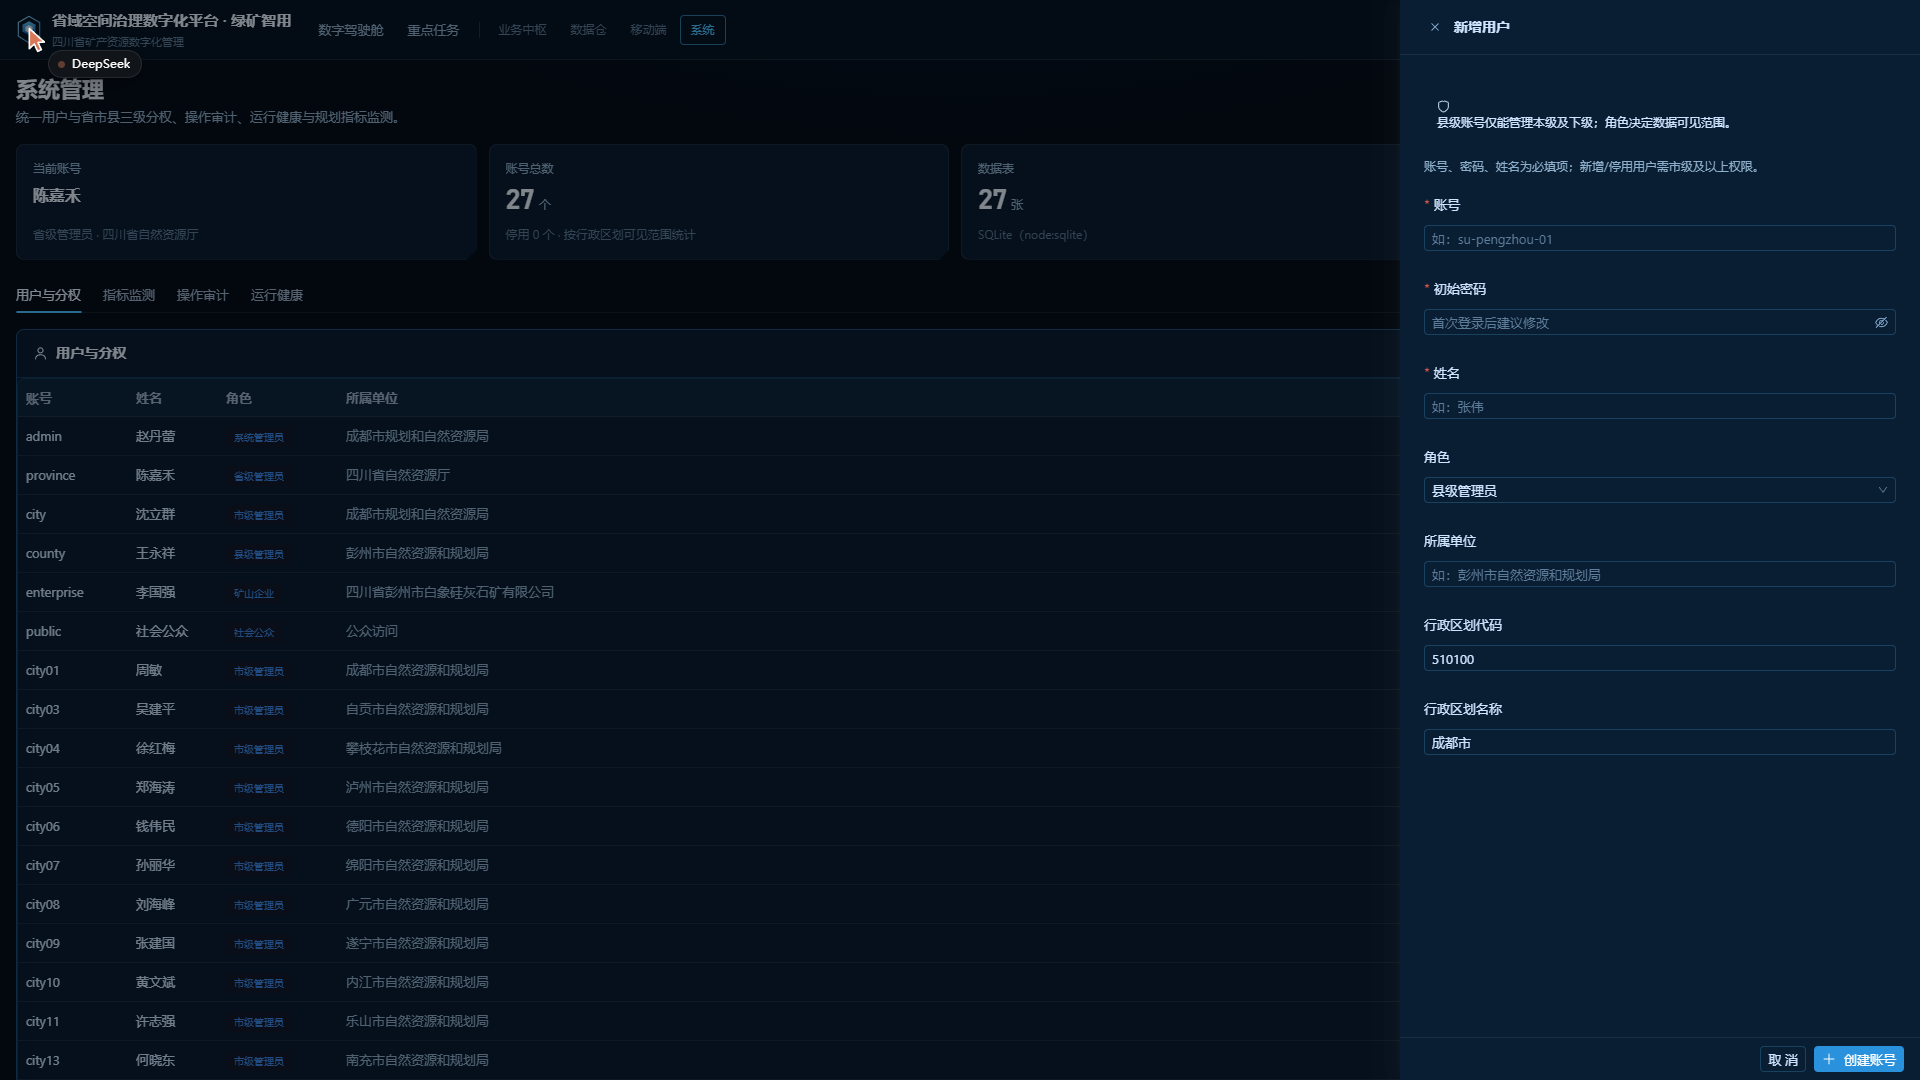 省域空间治理数字化平台 · 绿矿智用
四川省矿产资源数字化管理
数字驾驶舱 重点任务 业务中枢 数据仓 移动端 系统
DeepSeek
系统管理
统一用户与省市县三级分权、操作审计、运行健康与规划指标监测。
当前账号
陈嘉禾
省级管理员 · 四川省自然资源厅
账号总数
27 个
停用 0 个 · 按行政区划可见范围统计
数据表
27 张
SQLite（node:sqlite）
用户与分权 指标监测 操作审计 运行健康
用户与分权
账号 姓名 角色 所属单位
admin 赵丹蕾 系统管理员 成都市规划和自然资源局
province 陈嘉禾 省级管理员 四川省自然资源厅
city 沈立群 市级管理员 成都市规划和自然资源局
county 王永祥 县级管理员 彭州市自然资源和规划局
enterprise 李国强 矿山企业 四川省彭州市白象硅灰石矿有限公司
public 社会公众 社会公众 公众访问
city01 周敏 市级管理员 成都市自然资源和规划局
city03 吴建平 市级管理员 自贡市自然资源和规划局
city04 徐红梅 市级管理员 攀枝花市自然资源和规划局
city05 郑海涛 市级管理员 泸州市自然资源和规划局
city06 钱伟民 市级管理员 德阳市自然资源和规划局
city07 孙丽华 市级管理员 绵阳市自然资源和规划局
city08 刘海峰 市级管理员 广元市自然资源和规划局
city09 张建国 市级管理员 遂宁市自然资源和规划局
city10 黄文斌 市级管理员 内江市自然资源和规划局
city11 许志强 市级管理员 乐山市自然资源和规划局
city13 何晓东 市级管理员 南充市自然资源和规划局
新增用户
县级账号仅能管理本级及下级；角色决定数据可见范围。
账号、密码、姓名为必填项；新增/停用用户需市级及以上权限。
* 账号
如：su-pengzhou-01
* 初始密码
首次登录后建议修改
* 姓名
如：张伟
角色
县级管理员
所属单位
如：彭州市自然资源和规划局
行政区划代码
510100
行政区划名称
成都市
取 消 创建账号